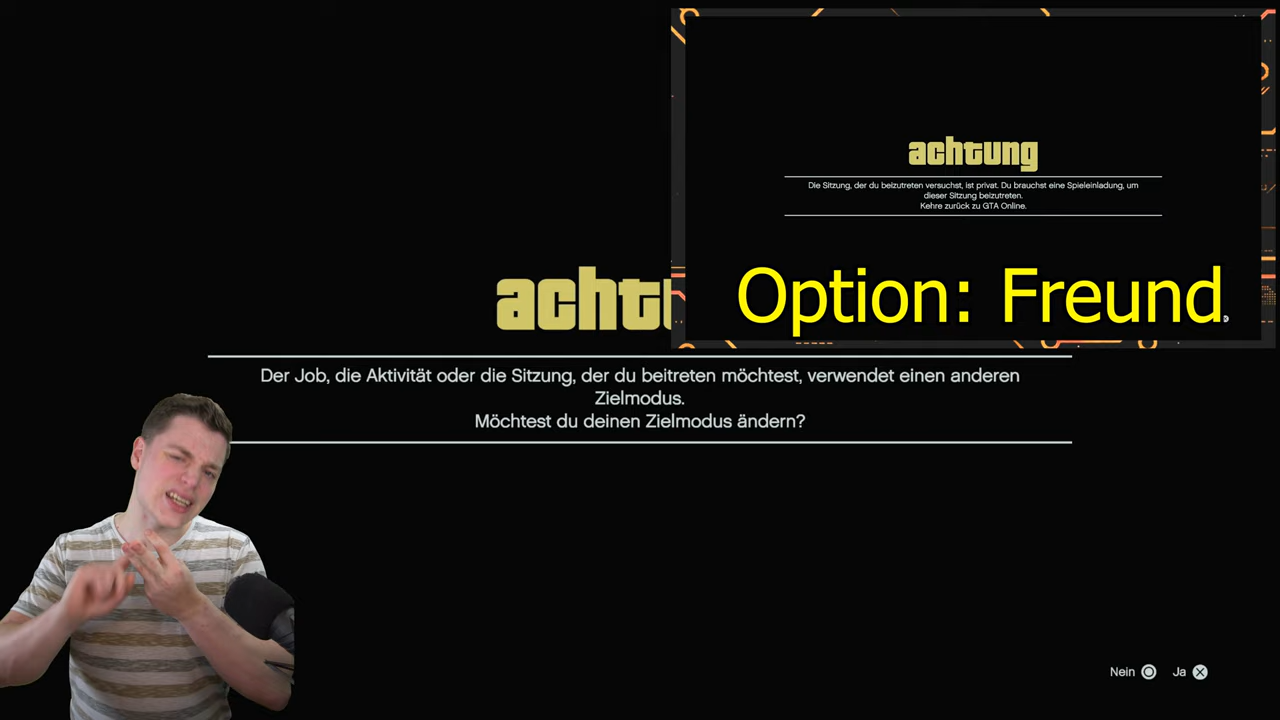 achtung
Die Sitzung, der du beizutreten versuchst, ist privat. Du brauchst eine Spieleinladung, um
dieser Sitzung beizutreten.
Kehre zurück zu GTA Online.
Option: Freund
acht
Der Job, die Aktivität oder die Sitzung, der du beitreten möchtest, verwendet einen anderen
Zielmodus.
Möchtest du deinen Zielmodus ändern?
Nein Ja